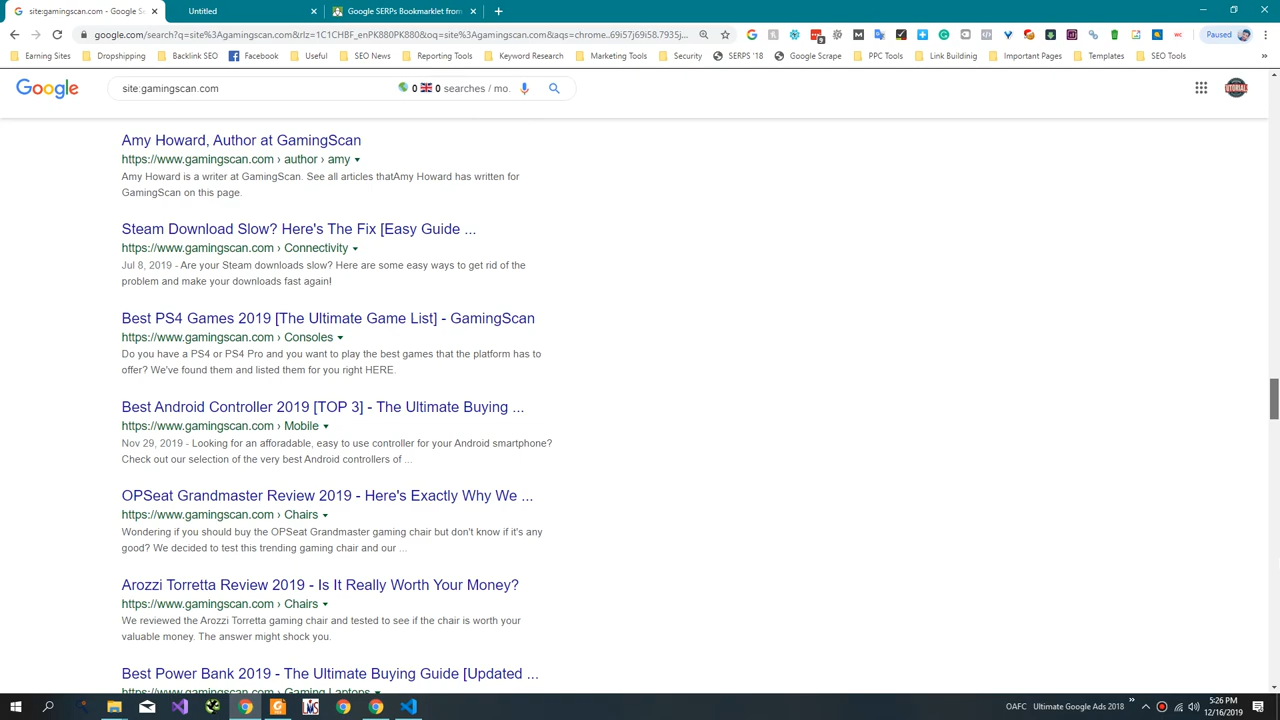 site:gamingscan.com - Google Se
Untitled
Google SERPs Bookmarklet from
google.com/search?q=site%3Agamingscan.com&rlz=1C1CHBF_enPK880PK880&oq=site%3Agamingscan.com&aqs=chrome..69i57j69i58.7935j...
Paused
Earning Sites
Dropshipping
Backlink SEO
Facebook
Useful
SEO News
Reporting Tools
Keyword Research
Marketing Tools
Security
SERPS '18
Google Scrape
PPC Tools
Link Buildinig
Important Pages
Templates
SEO Tools
Google
site:gamingscan.com
0 0 searches / mo.
Amy Howard, Author at GamingScan
https://www.gamingscan.com › author › amy
Amy Howard is a writer at GamingScan. See all articles thatAmy Howard has written for
GamingScan on this page.
Steam Download Slow? Here's The Fix [Easy Guide ...
https://www.gamingscan.com › Connectivity
Jul 8, 2019 - Are your Steam downloads slow? Here are some easy ways to get rid of the
problem and make your downloads fast again!
Best PS4 Games 2019 [The Ultimate Game List] - GamingScan
https://www.gamingscan.com › Consoles
Do you have a PS4 or PS4 Pro and you want to play the best games that the platform has to
offer? We've found them and listed them for you right HERE.
Best Android Controller 2019 [TOP 3] - The Ultimate Buying ...
https://www.gamingscan.com › Mobile
Nov 29, 2019 - Looking for an afforadable, easy to use controller for your Android smartphone?
Check out our selection of the very best Android controllers of ...
OPSeat Grandmaster Review 2019 - Here's Exactly Why We ...
https://www.gamingscan.com › Chairs
Wondering if you should buy the OPSeat Grandmaster gaming chair but don't know if it's any
good? We decided to test this trending gaming chair and our ...
Arozzi Torretta Review 2019 - Is It Really Worth Your Money?
https://www.gamingscan.com › Chairs
We reviewed the Arozzi Torretta gaming chair and tested to see if the chair is worth your
valuable money. The answer might shock you.
Best Power Bank 2019 - The Ultimate Buying Guide [Updated ...
https://www.gamingscan.com › Gaming Laptops
OAFC
Ultimate Google Ads 2018
5:26 PM
12/16/2019